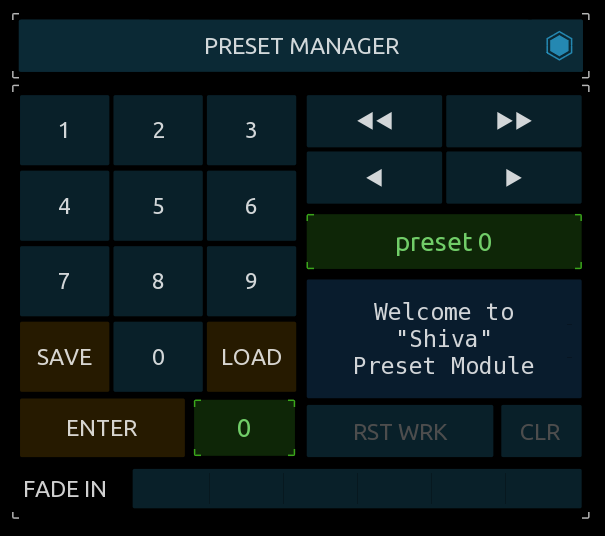 PRESET MANAGER
1 2 3
4 5 6
7 8 9
SAVE 0 LOAD
ENTER 0
preset 0
Welcome to
"Shiva"
Preset Module
RST WRK CLR
FADE IN